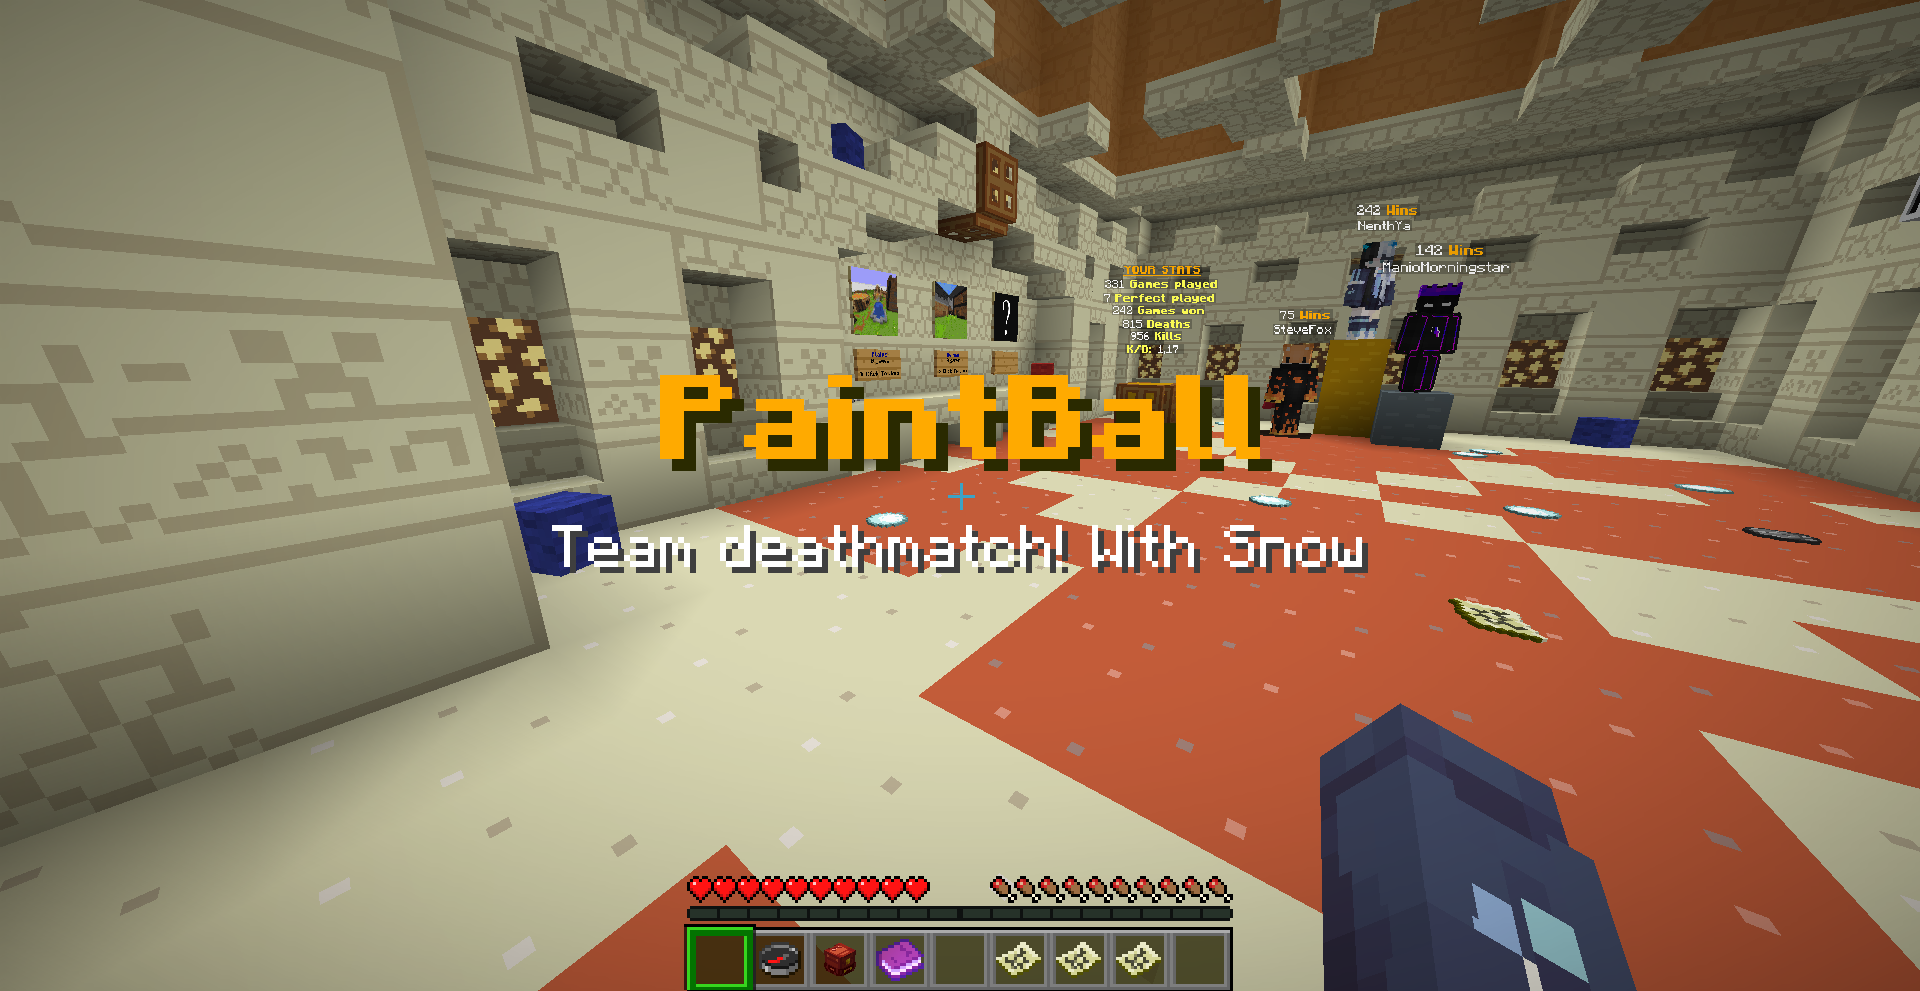 242 Wins
NenthYa
142 Wins
ManioMorningstar
YOUR STATS
331 Games played
7 Perfect played
242 Games won
815 Deaths
956 Kills
K/D: 1,17
75 Wins
SteveFox
?
PaintBall
Team deathmatch! With Snow